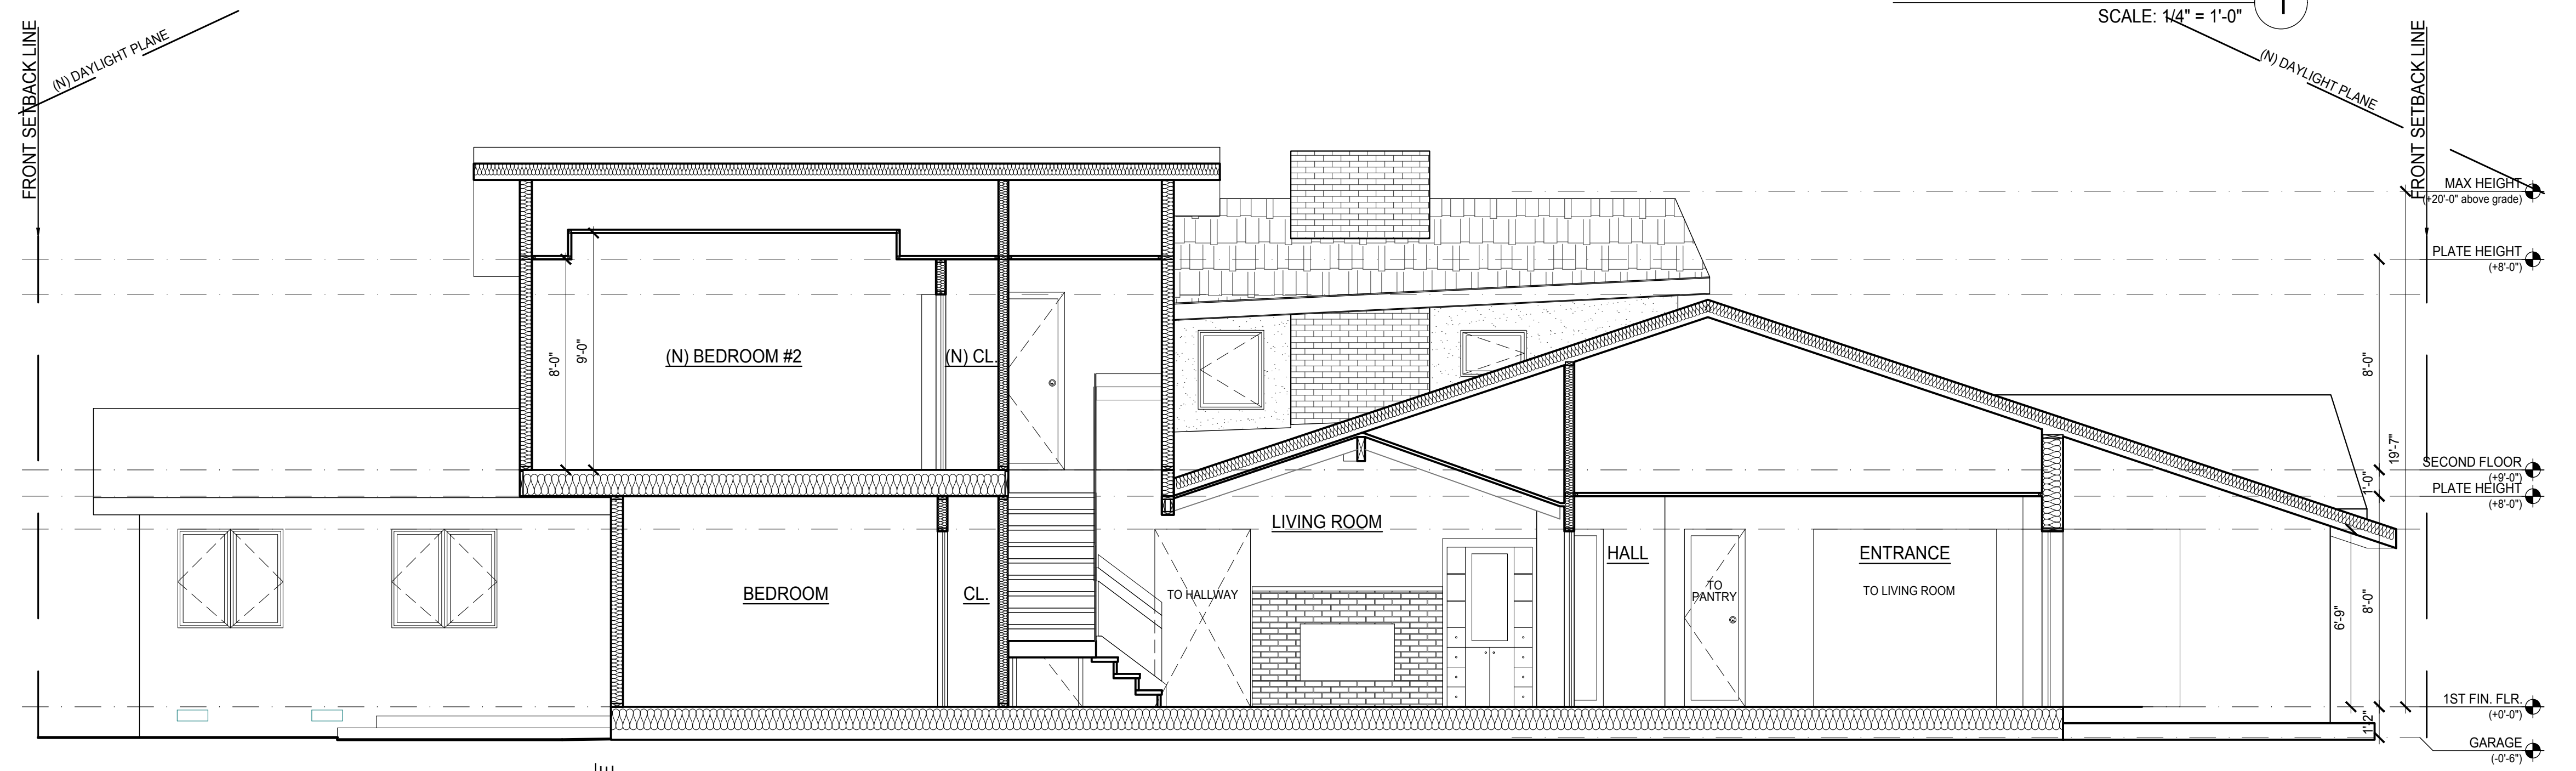 SCALE: 1/4" = 1'-0"
1
FRONT SETBACK LINE
(N) DAYLIGHT PLANE
(N) DAYLIGHT PLANE
FRONT SETBACK LINE
MAX HEIGHT
(+20'-0" above grade)
PLATE HEIGHT
(+8'-0")
8'-0"
9'-0"
(N) BEDROOM #2
(N) CL.
8'-0"
19'-7"
SECOND FLOOR
(+9'-0")
1'-0"
PLATE HEIGHT
(+8'-0")
LIVING ROOM
HALL
ENTRANCE
BEDROOM
CL.
TO HALLWAY
TO
PANTRY
TO LIVING ROOM
6'-9"
8'-0"
1ST FIN. FLR.
(+0'-0")
1'-2"
GARAGE
(-0'-6")